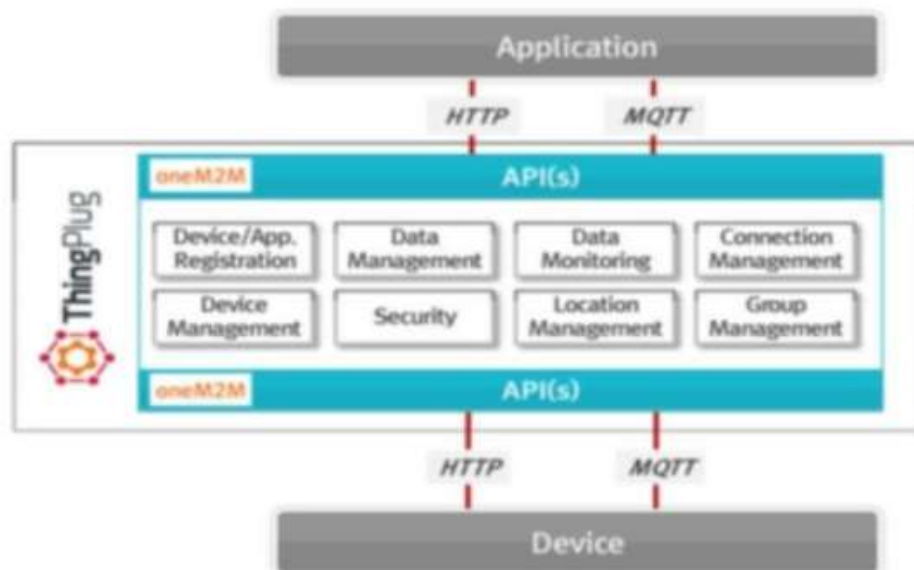 Application
HTTP MQTT
ThingPlug
oneM2M API(s)
Device/App. Registration
Data Management
Data Monitoring
Connection Management
Device Management
Security
Location Management
Group Management
oneM2M API(s)
HTTP MQTT
Device